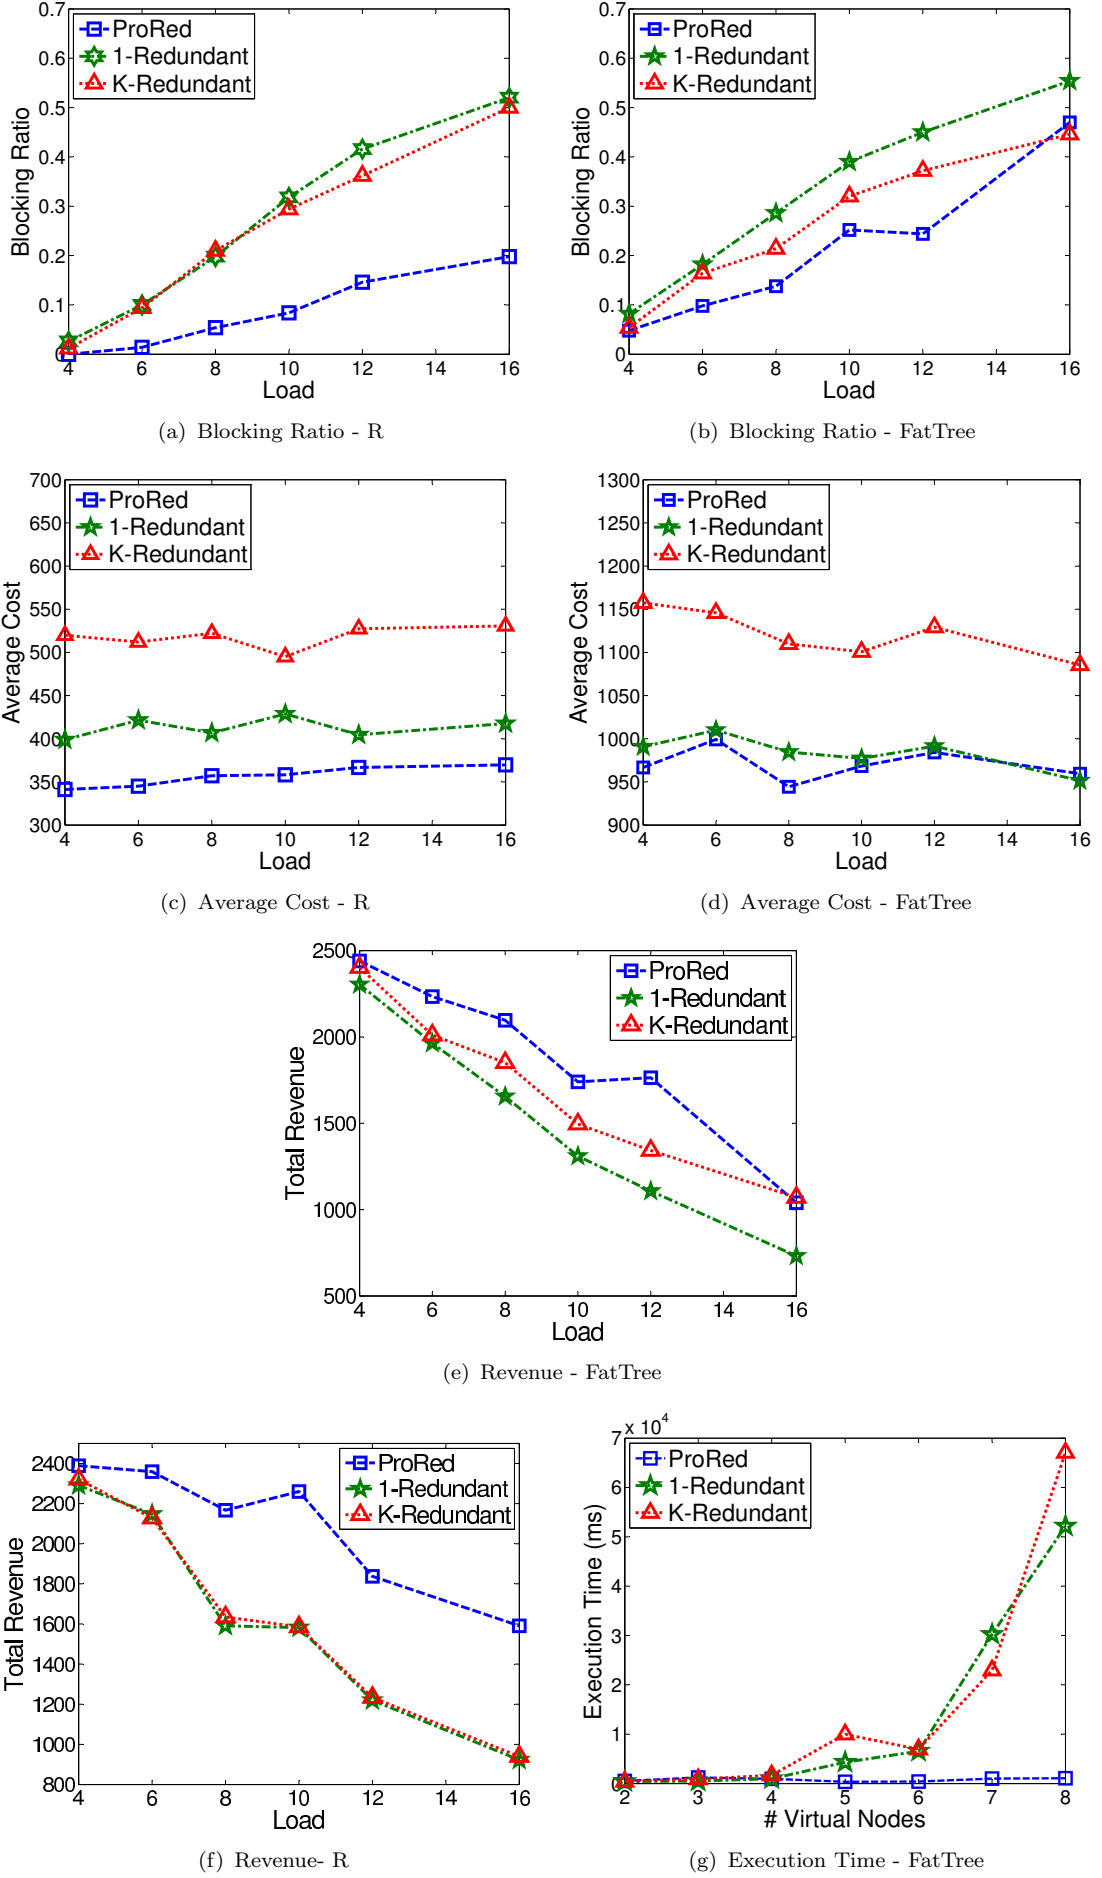 0.7
0.6
0.5
0.4
0.3
0.2
0.1
0
4 6 8 10 12 14 16
Blocking Ratio
Load
ProRed
1-Redundant
K-Redundant
(a) Blocking Ratio - R
0.7
0.6
0.5
0.4
0.3
0.2
0.1
0
4 6 8 10 12 14 16
Blocking Ratio
Load
ProRed
1-Redundant
K-Redundant
(b) Blocking Ratio - FatTree
700
650
600
550
500
450
400
350
300
4 6 8 10 12 14 16
Average Cost
Load
ProRed
1-Redundant
K-Redundant
(c) Average Cost - R
1300
1250
1200
1150
1100
1050
1000
950
900
4 6 8 10 12 14 16
Average Cost
Load
ProRed
1-Redundant
K-Redundant
(d) Average Cost - FatTree
2500
2000
1500
1000
500
4 6 8 10 12 14 16
Total Revenue
Load
ProRed
1-Redundant
K-Redundant
(e) Revenue - FatTree
2400
2200
2000
1800
1600
1400
1200
1000
800
4 6 8 10 12 14 16
Total Revenue
Load
ProRed
1-Redundant
K-Redundant
(f) Revenue- R
x 10⁴
7
6
5
4
3
2
1
0
2 3 4 5 6 7 8
Execution Time (ms)
# Virtual Nodes
ProRed
1-Redundant
K-Redundant
(g) Execution Time - FatTree